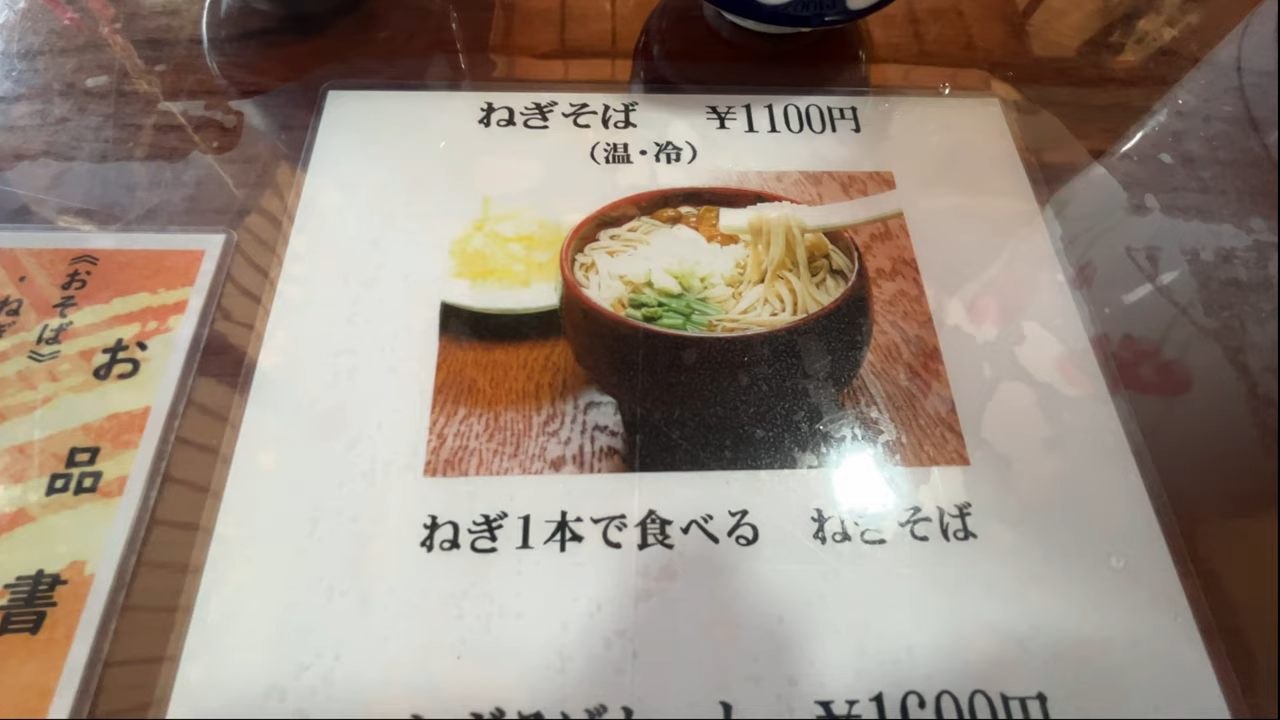 ねぎそば ¥1100円
（温・冷）
ねぎ1本で食べる ねぎそば
《おそば》
お品書